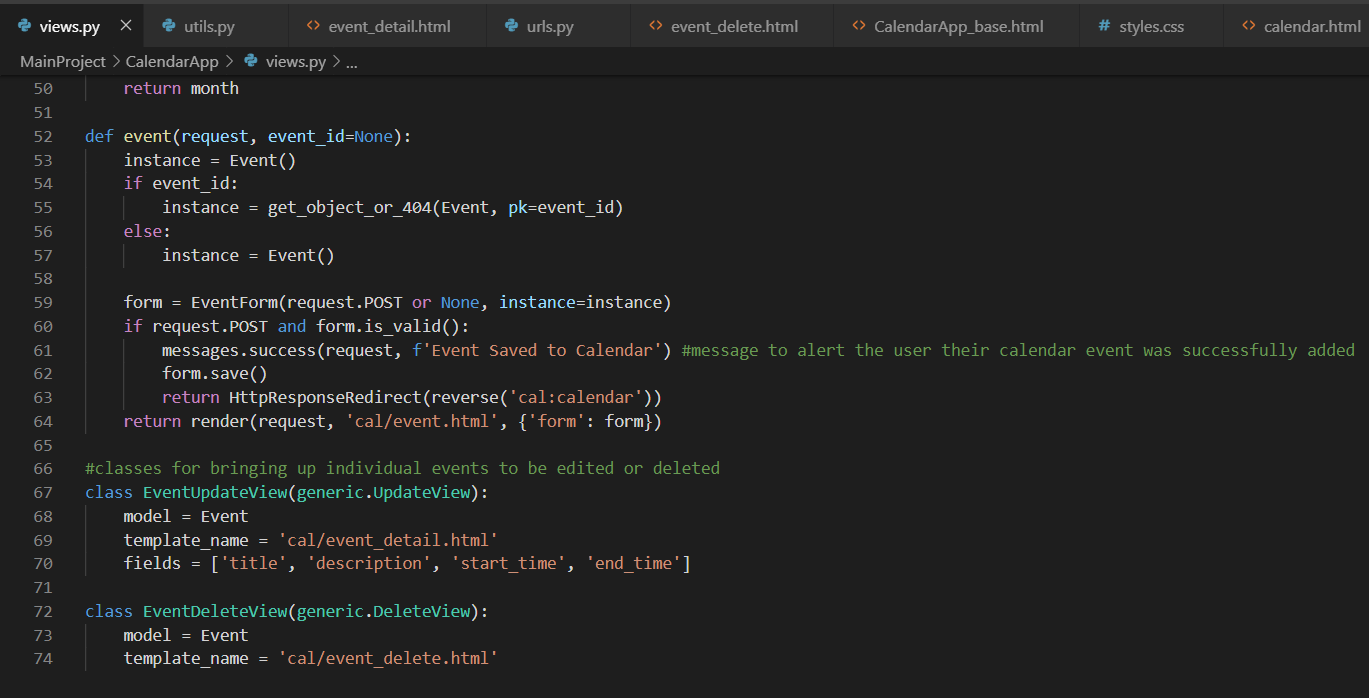 views.py
utils.py
event_detail.html
urls.py
event_delete.html
CalendarApp_base.html
# styles.css
calendar.html
MainProject > CalendarApp > views.py > ...
50 return month
51
52 def event(request, event_id=None):
53 instance = Event()
54 if event_id:
55 instance = get_object_or_404(Event, pk=event_id)
56 else:
57 instance = Event()
58
59 form = EventForm(request.POST or None, instance=instance)
60 if request.POST and form.is_valid():
61 messages.success(request, f'Event Saved to Calendar') #message to alert the user their calendar event was successfully added
62 form.save()
63 return HttpResponseRedirect(reverse('cal:calendar'))
64 return render(request, 'cal/event.html', {'form': form})
65
66 #classes for bringing up individual events to be edited or deleted
67 class EventUpdateView(generic.UpdateView):
68 model = Event
69 template_name = 'cal/event_detail.html'
70 fields = ['title', 'description', 'start_time', 'end_time']
71
72 class EventDeleteView(generic.DeleteView):
73 model = Event
74 template_name = 'cal/event_delete.html'